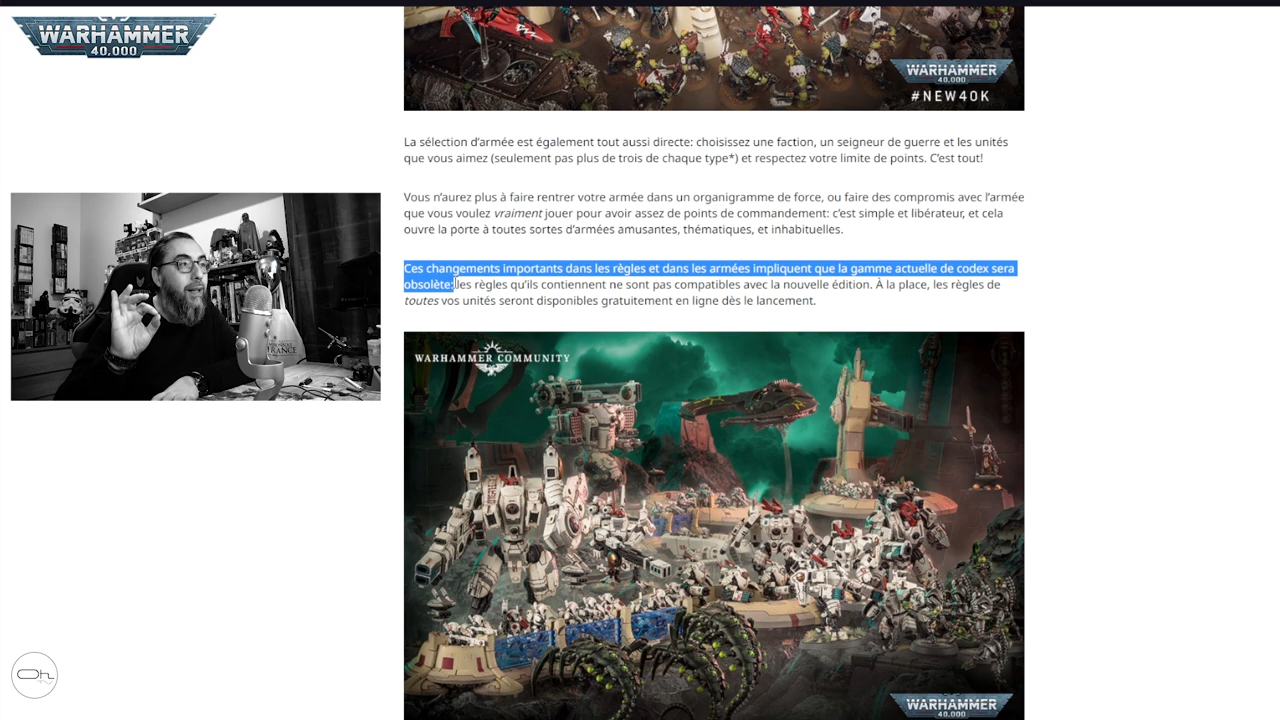 WARHAMMER
40,000
WARHAMMER
40,000
#NEW40K
La sélection d’armée est également tout aussi directe: choisissez une faction, un seigneur de guerre et les unités
que vous aimez (seulement pas plus de trois de chaque type*) et respectez votre limite de points. C’est tout!
Vous n’aurez plus à faire rentrer votre armée dans un organigramme de force, ou faire des compromis avec l’armée
que vous voulez vraiment jouer pour avoir assez de points de commandement: c’est simple et libérateur, et cela
ouvre la porte à toutes sortes d’armées amusantes, thématiques, et inhabituelles.
Ces changements importants dans les règles et dans les armées impliquent que la gamme actuelle de codex sera
obsolète: les règles qu’ils contiennent ne sont pas compatibles avec la nouvelle édition. À la place, les règles de
toutes vos unités seront disponibles gratuitement en ligne dès le lancement.
WARHAMMER COMMUNITY
WARHAMMER
40,000